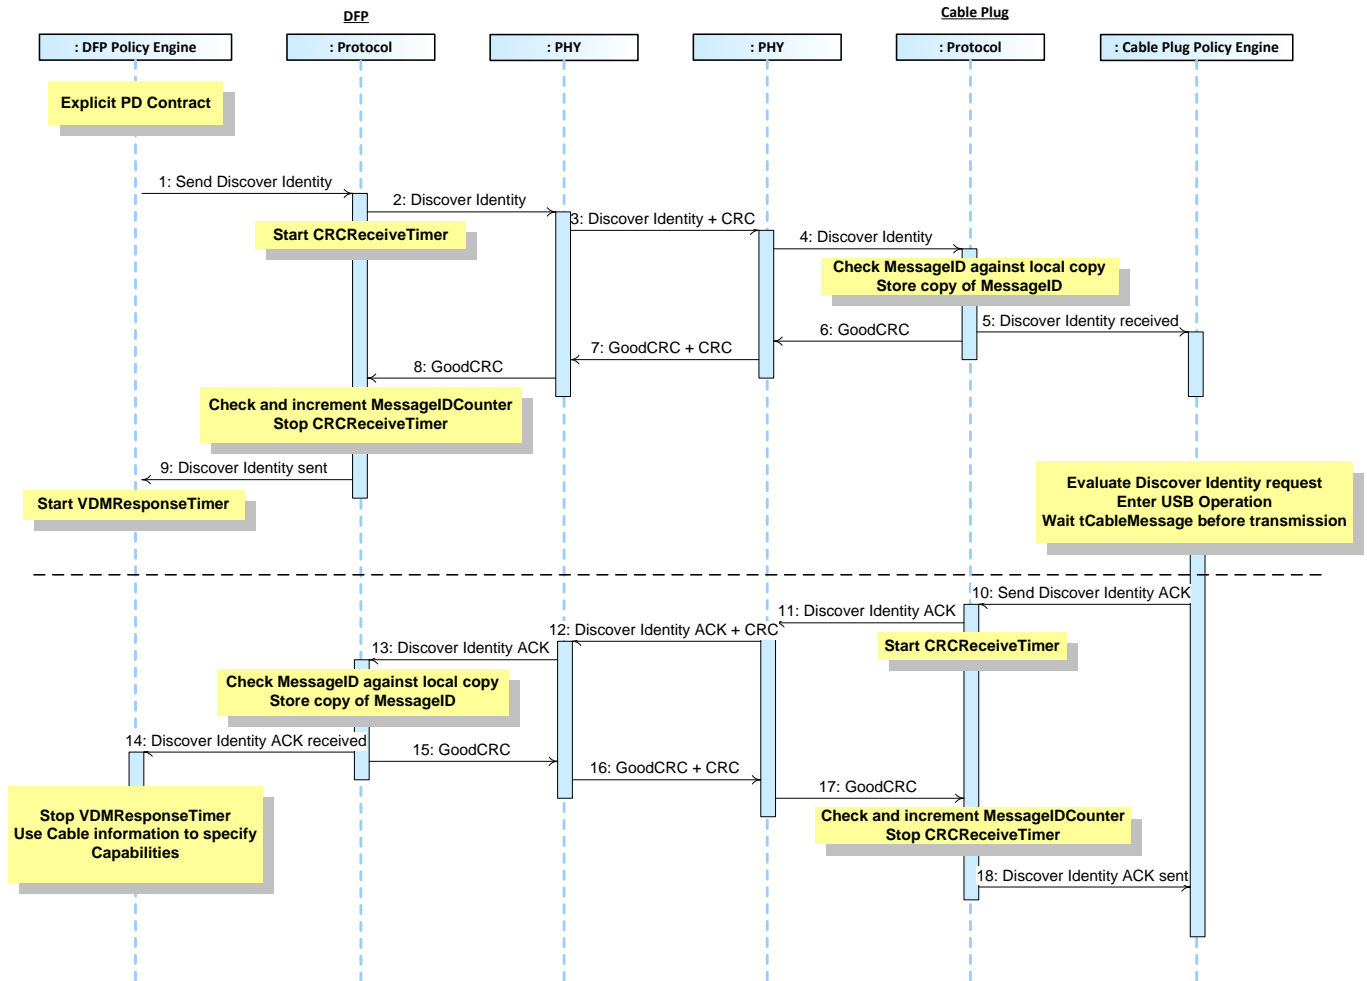 DFP
Cable Plug
: DFP Policy Engine
: Protocol
: PHY
: PHY
: Protocol
: Cable Plug Policy Engine
Explicit PD Contract
1: Send Discover Identity
2: Discover Identity
Start CRCReceiveTimer
3: Discover Identity + CRC
4: Discover Identity
Check MessageID against local copy
Store copy of MessageID
5: Discover Identity received
6: GoodCRC
7: GoodCRC + CRC
8: GoodCRC
Check and increment MessageIDCounter
Stop CRCReceiveTimer
9: Discover Identity sent
Start VDMResponseTimer
Evaluate Discover Identity request
Enter USB Operation
Wait tCableMessage before transmission
10: Send Discover Identity ACK
11: Discover Identity ACK
Start CRCReceiveTimer
12: Discover Identity ACK + CRC
13: Discover Identity ACK
Check MessageID against local copy
Store copy of MessageID
14: Discover Identity ACK received
15: GoodCRC
16: GoodCRC + CRC
17: GoodCRC
Stop VDMResponseTimer
Use Cable information to specify
Capabilities
Check and increment MessageIDCounter
Stop CRCReceiveTimer
18: Discover Identity ACK sent